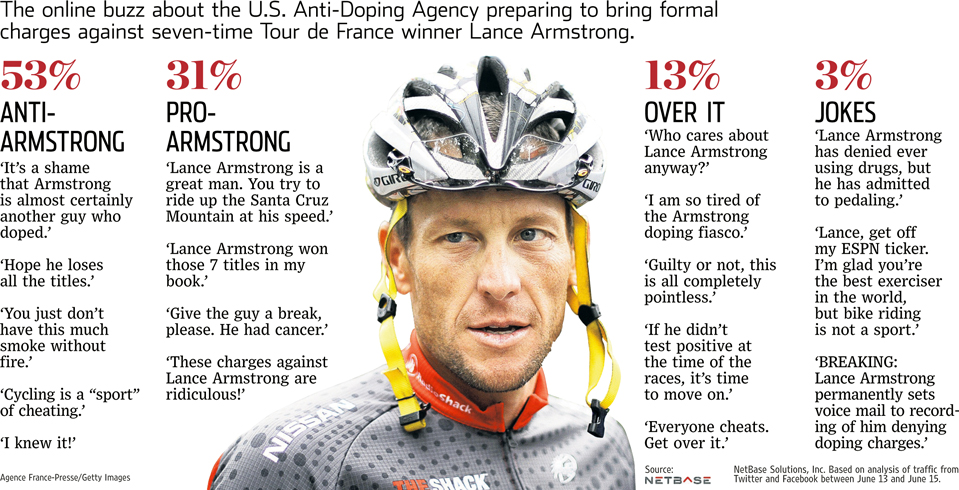 The online buzz about the U.S. Anti-Doping Agency preparing to bring formal
charges against seven-time Tour de France winner Lance Armstrong.
53%
ANTI-
ARMSTRONG
‘It’s a shame
that Armstrong
is almost certainly
another guy who
doped.’
‘Hope he loses
all the titles.’
‘You just don’t
have this much
smoke without
fire.’
‘Cycling is a “sport”
of cheating.’
‘I knew it!’
31%
PRO-
ARMSTRONG
‘Lance Armstrong is a
great man. You try to
ride up the Santa Cruz
Mountain at his speed.’
‘Lance Armstrong won
those 7 titles in my
book.’
‘Give the guy a break,
please. He had cancer.’
‘These charges against
Lance Armstrong are
ridiculous!’
GIRO
GIRO
RadioShack
NISSAN
THE SHACK
13%
OVER IT
‘Who cares about
Lance Armstrong
anyway?’
‘I am so tired of
the Armstrong
doping fiasco.’
‘Guilty or not, this
is all completely
pointless.’
‘If he didn’t
test positive at
the time of the
races, it’s time
to move on.’
‘Everyone cheats.
Get over it.’
3%
JOKES
‘Lance Armstrong
has denied ever
using drugs, but
he has admitted
to pedaling.’
‘Lance, get off
my ESPN ticker.
I’m glad you’re
the best exerciser
in the world,
but bike riding
is not a sport.’
‘BREAKING:
Lance Armstrong
permanently sets
voice mail to record-
ing of him denying
doping charges.’
Agence France-Presse/Getty Images
Source:
NETBASE
NetBase Solutions, Inc. Based on analysis of traffic from
Twitter and Facebook between June 13 and June 15.